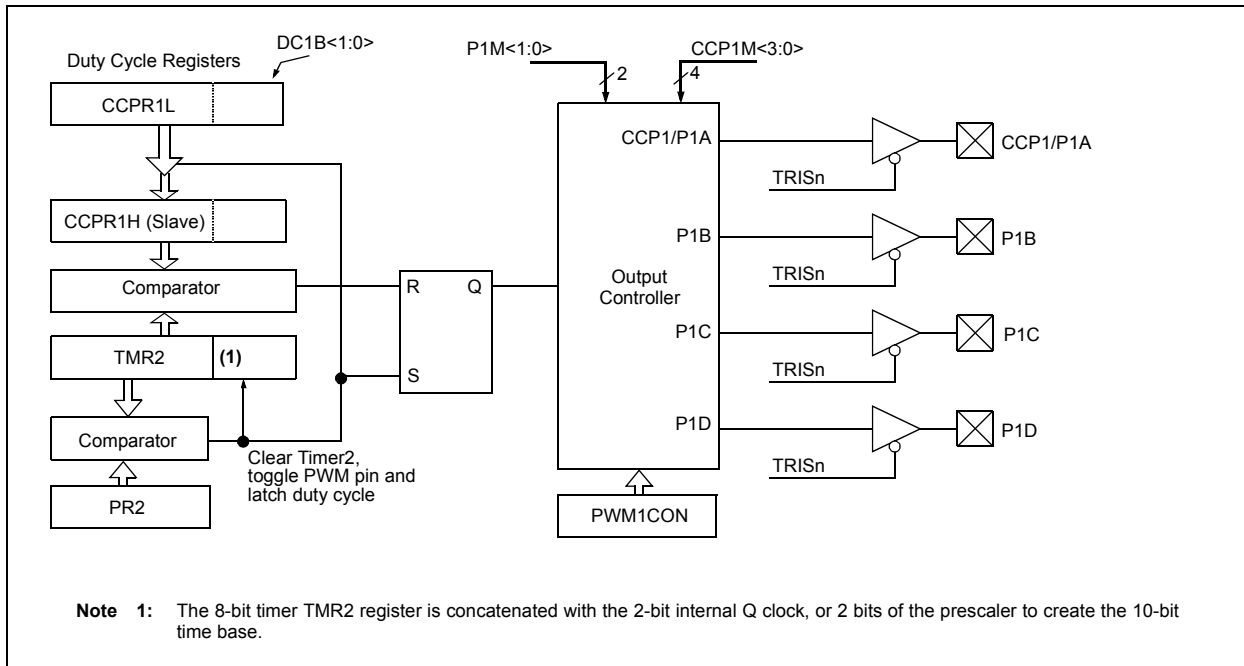 DC1B<1:0>
Duty Cycle Registers
CCPR1L
CCPR1H (Slave)
Comparator
TMR2
(1)
Comparator
PR2
Clear Timer2,
toggle PWM pin and
latch duty cycle
R
Q
S
P1M<1:0>
2
CCP1M<3:0>
4
Output
Controller
CCP1/P1A
P1B
P1C
P1D
PWM1CON
TRISn
CCP1/P1A
TRISn
P1B
TRISn
P1C
TRISn
P1D
Note 1: The 8-bit timer TMR2 register is concatenated with the 2-bit internal Q clock, or 2 bits of the prescaler to create the 10-bit
time base.